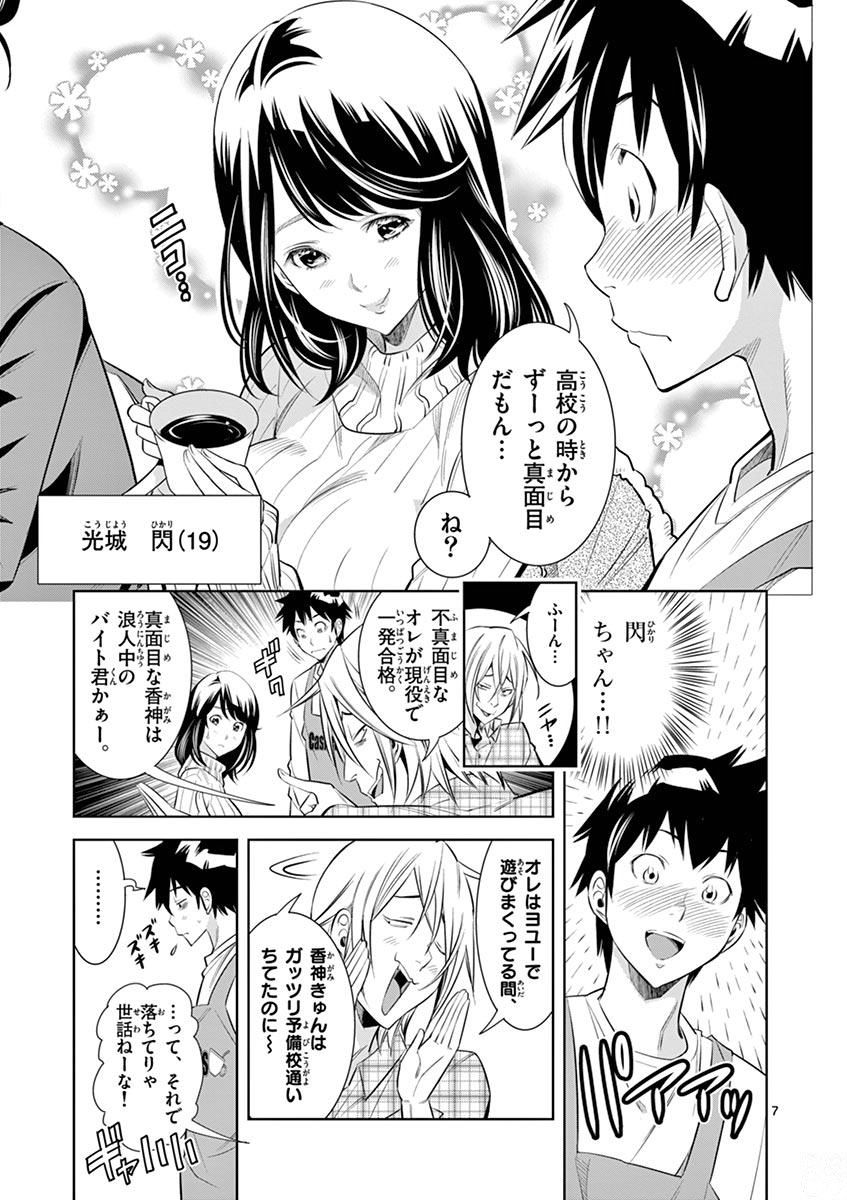 高校の時から
ずーっと真面目
だもん…
ね？
ニコ…
光城　閃(19)
閃
ちゃん…!!
パアアアッ
ふーん…
ニヤ…
不真面目な
オレが現役で
一発合格。
ギク
真面目な香神は
浪人中の
バイト君かぁー。
オレはヨユーで
遊びまくってる間、
香神きゅんは
ガッツリ予備校通い
ちてたのに〜
………
ズキ
ズキ
…って、それで
落ちてりゃ
世話ねーな！
ギャハハハ
7